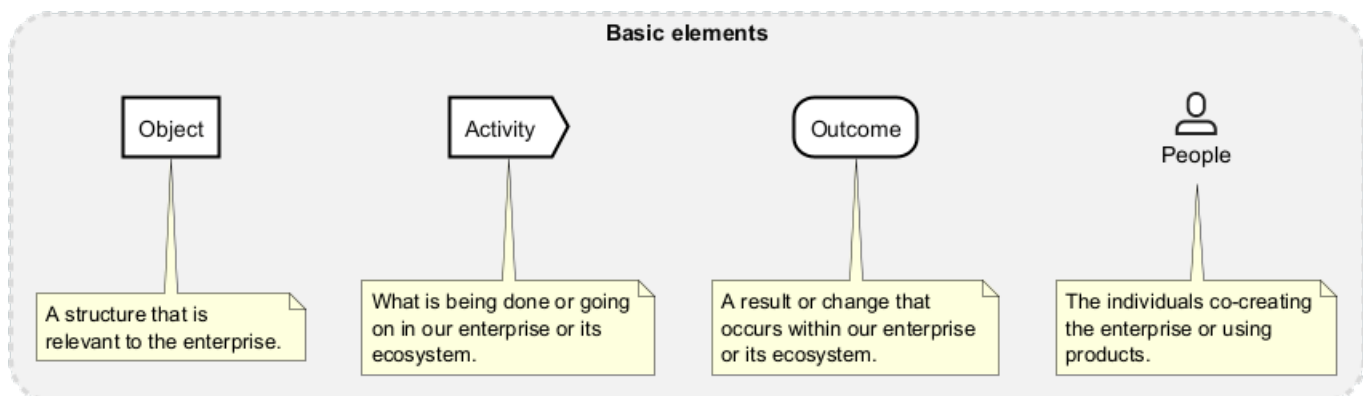 Basic elements
Object
Activity
Outcome
People
A structure that is
relevant to the enterprise.
What is being done or going
on in our enterprise or its
ecosystem.
A result or change that
occurs within our enterprise
or its ecosystem.
The individuals co-creating
the enterprise or using
products.